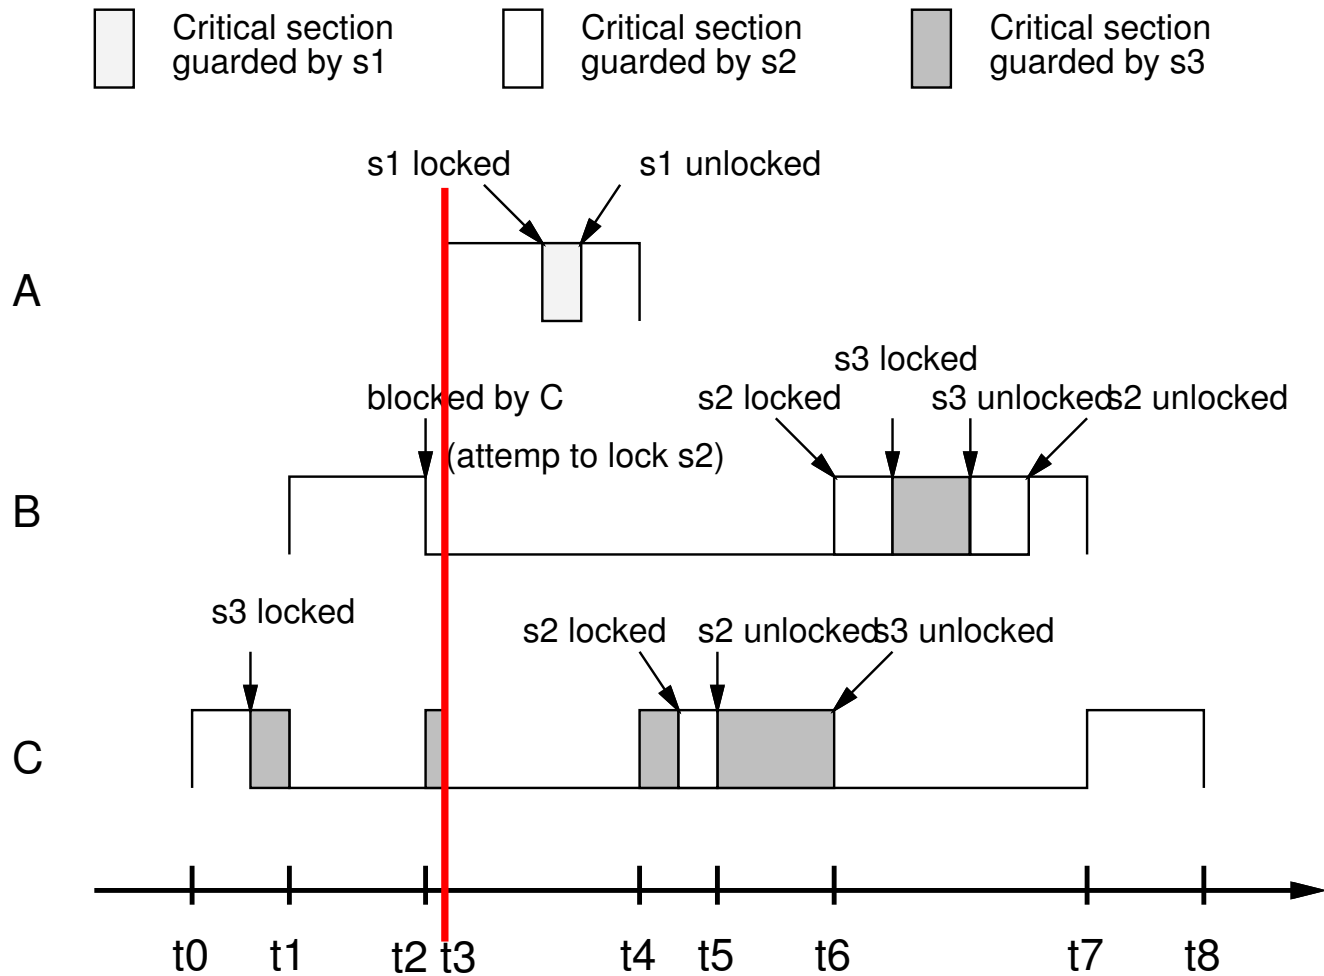 Critical section
guarded by s1
Critical section
guarded by s2
Critical section
guarded by s3
s1 locked
s1 unlocked
A
s3 locked
blocked by C
s2 locked
s3 unlocked
s2 unlocked
(attemp to lock s2)
B
s3 locked
s2 locked
s2 unlocked
s3 unlocked
C
t0 t1 t2 t3 t4 t5 t6 t7 t8